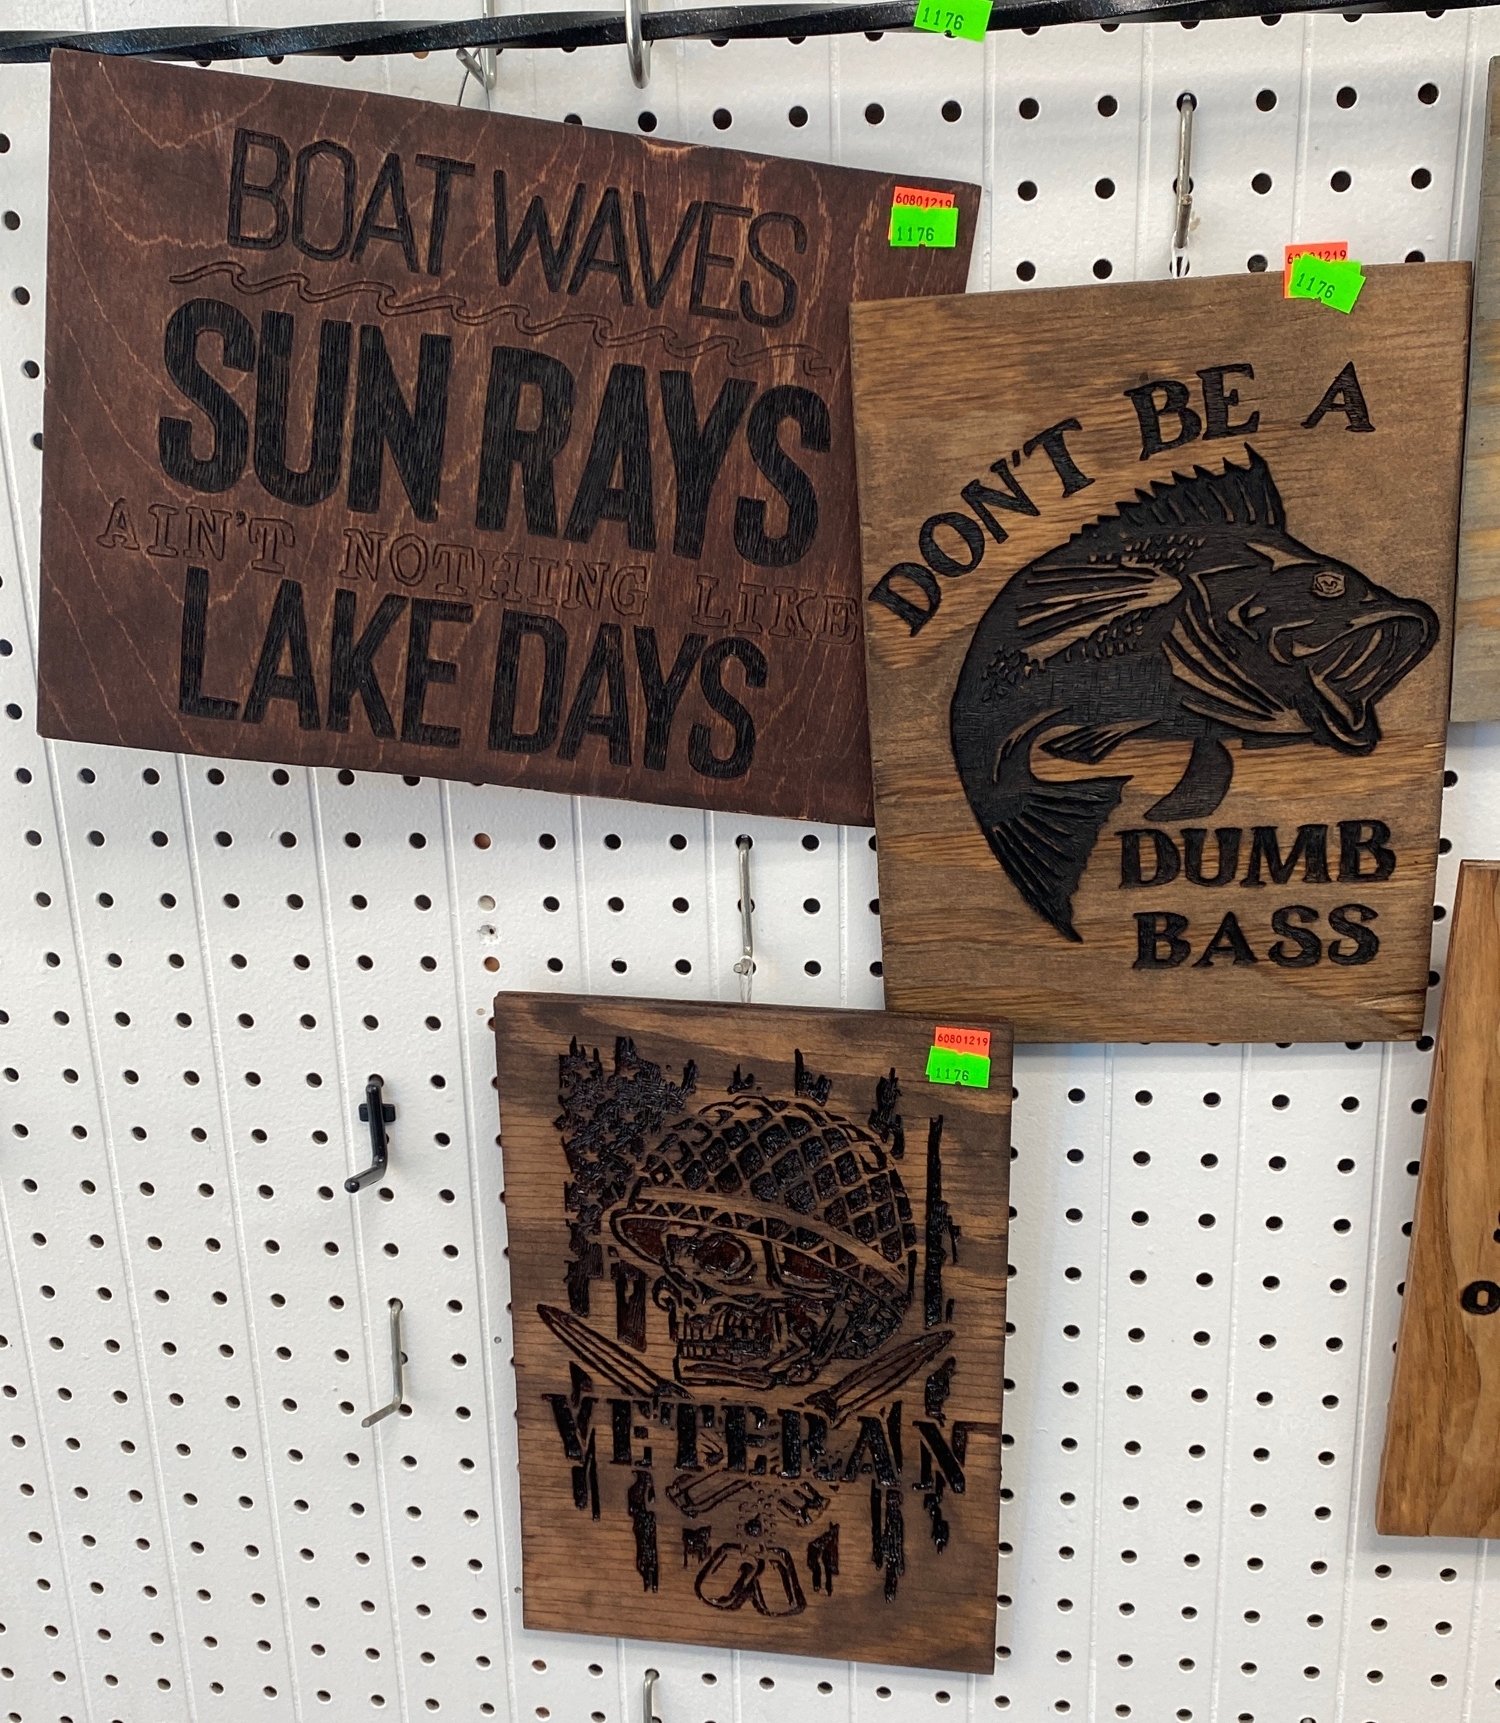 1176
BOAT WAVES
SUN RAYS
AIN'T NOTHING LIKE
LAKE DAYS
60801219
1176
1219
1176
DON'T BE A
DUMB
BASS
60801219
1176
VETERAN
O